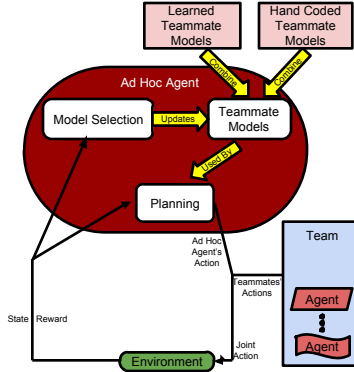 Learned
Teammate
Models
Hand Coded
Teammate
Models
Combine
Combine
Ad Hoc Agent
Model Selection
Updates
Teammate
Models
Used By
Planning
Ad Hoc
Agent's
Action
Team
Teammates'
Actions
Agent
Agent
State
Reward
Joint
Action
Environment